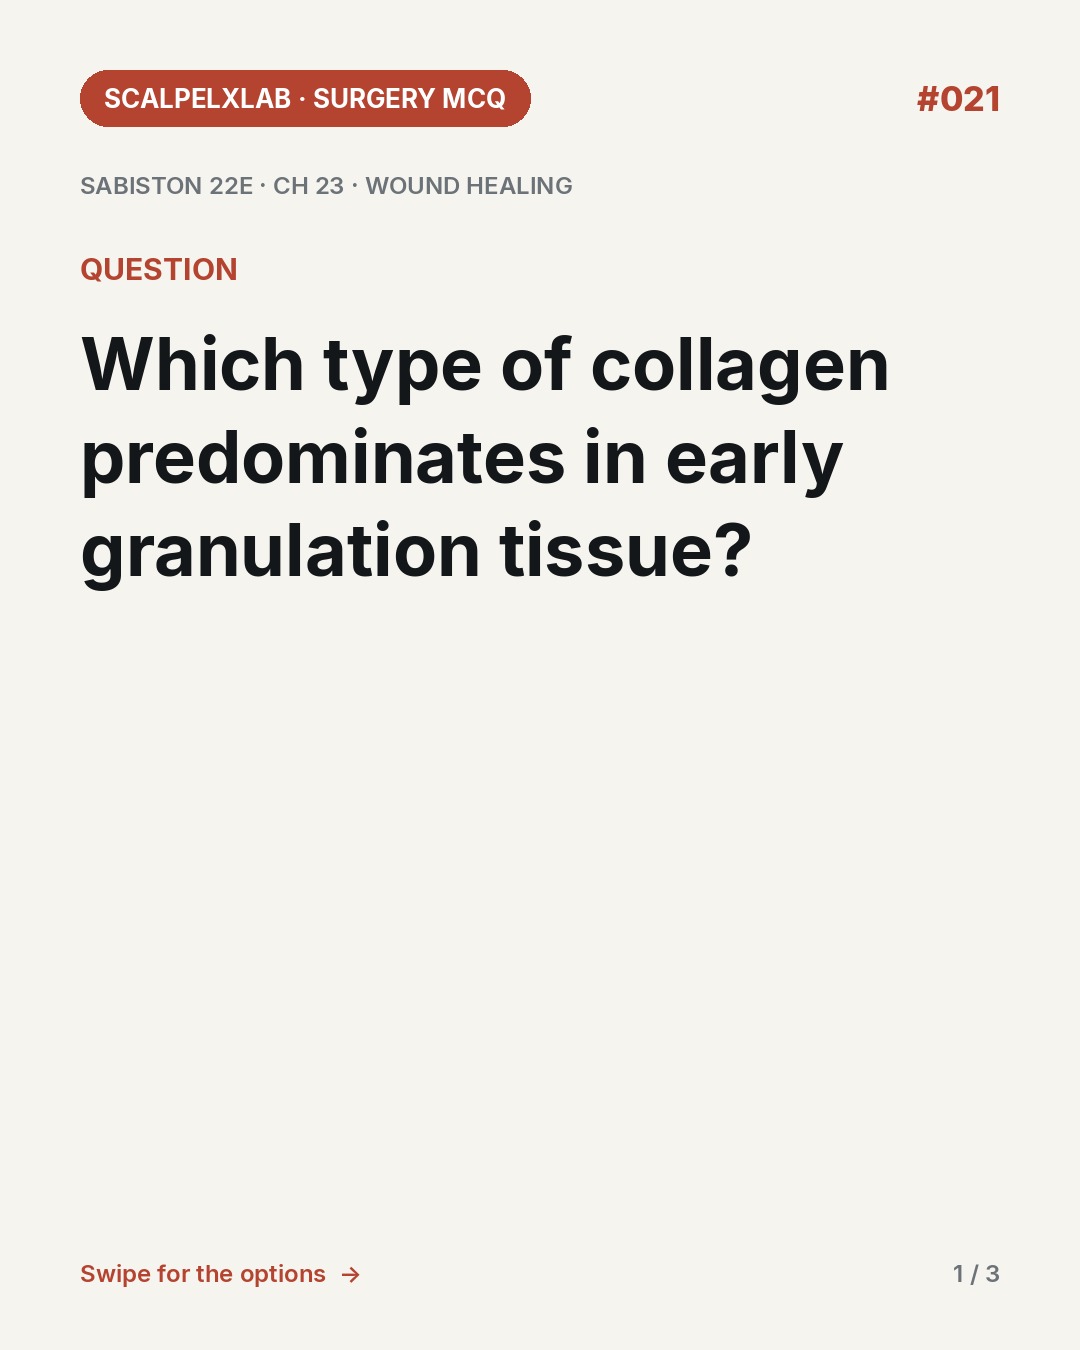 SCALPELXLAB · SURGERY MCQ
#021
SABISTON 22E · CH 23 · WOUND HEALING
QUESTION
Which type of collagen
predominates in early
granulation tissue?
Swipe for the options →
1 / 3